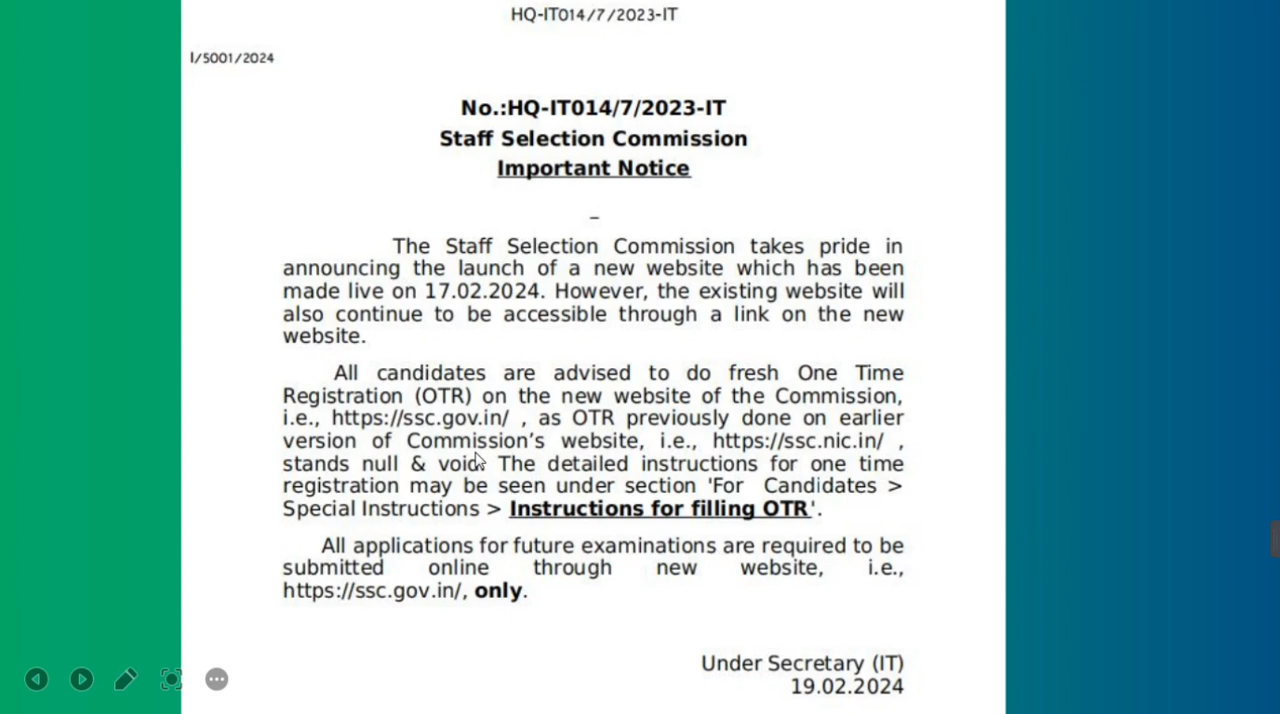 HQ-IT014/7/2023-IT
I/5001/2024
No.:HQ-IT014/7/2023-IT
Staff Selection Commission
Important Notice
_
The Staff Selection Commission takes pride in
announcing the launch of a new website which has been
made live on 17.02.2024. However, the existing website will
also continue to be accessible through a link on the new
website.
All candidates are advised to do fresh One Time
Registration (OTR) on the new website of the Commission,
i.e., https://ssc.gov.in/ , as OTR previously done on earlier
version of Commission’s website, i.e., https://ssc.nic.in/ ,
stands null & void. The detailed instructions for one time
registration may be seen under section 'For Candidates >
Special Instructions > Instructions for filling OTR'.
All applications for future examinations are required to be
submitted online through new website, i.e.,
https://ssc.gov.in/, only.
Under Secretary (IT)
19.02.2024